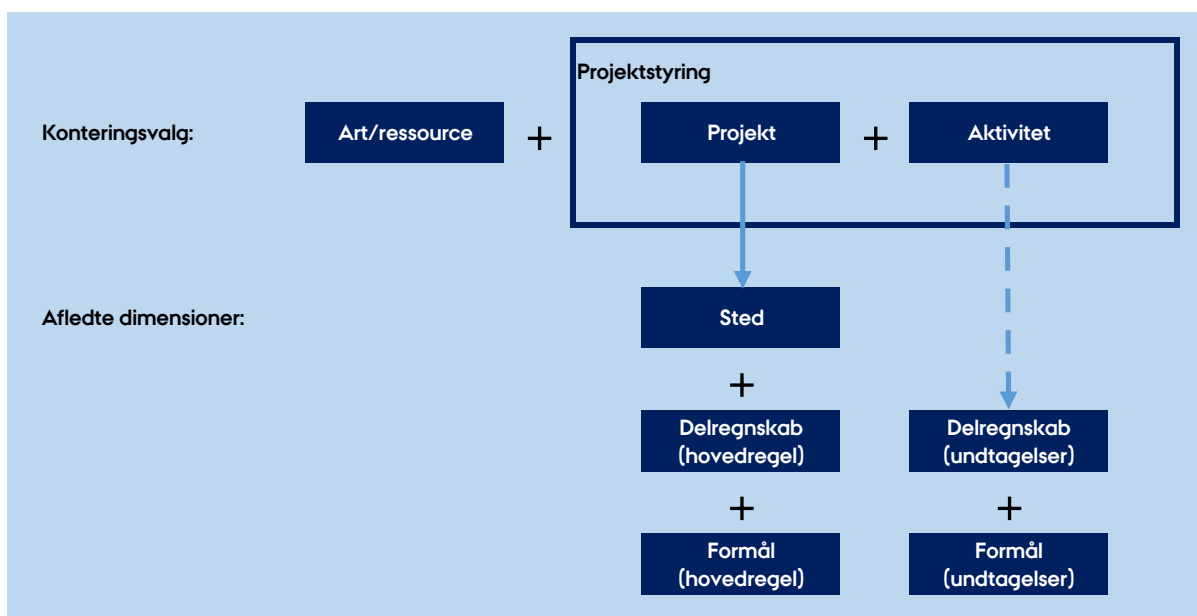 Projektstyring
Konteringsvalg:
Art/ressource
+
Projekt
+
Aktivitet
Afledte dimensioner:
Sted
+
Delregnskab
(hovedregel)
Delregnskab
(undtagelser)
+
+
Formål
(hovedregel)
Formål
(undtagelser)